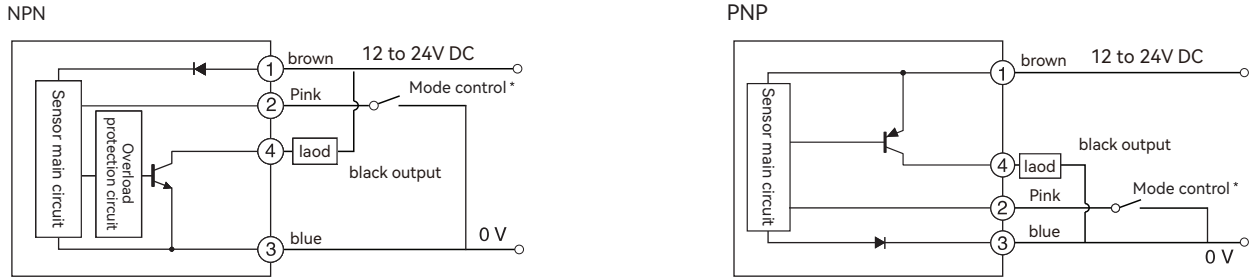 NPN
Sensor main circuit
Overload
protection circuit
1
brown
12 to 24V DC
2
Pink
Mode control *
4
laod
black output
3
blue
0 V
PNP
Sensor main circuit
1
brown
12 to 24V DC
4
laod
black output
2
Pink
Mode control *
3
blue
0 V